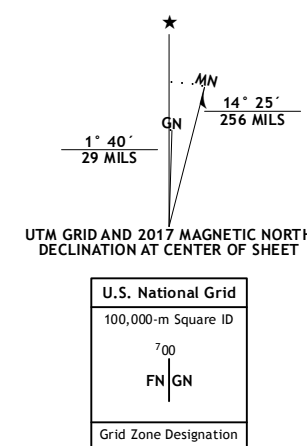 ★
MN
GN
14° 25´
256 MILS
1° 40´
29 MILS
UTM GRID AND 2017 MAGNETIC NORTH
DECLINATION AT CENTER OF SHEET
U.S. National Grid
100,000-m Square ID
⁷00
FN GN
Grid Zone Designation